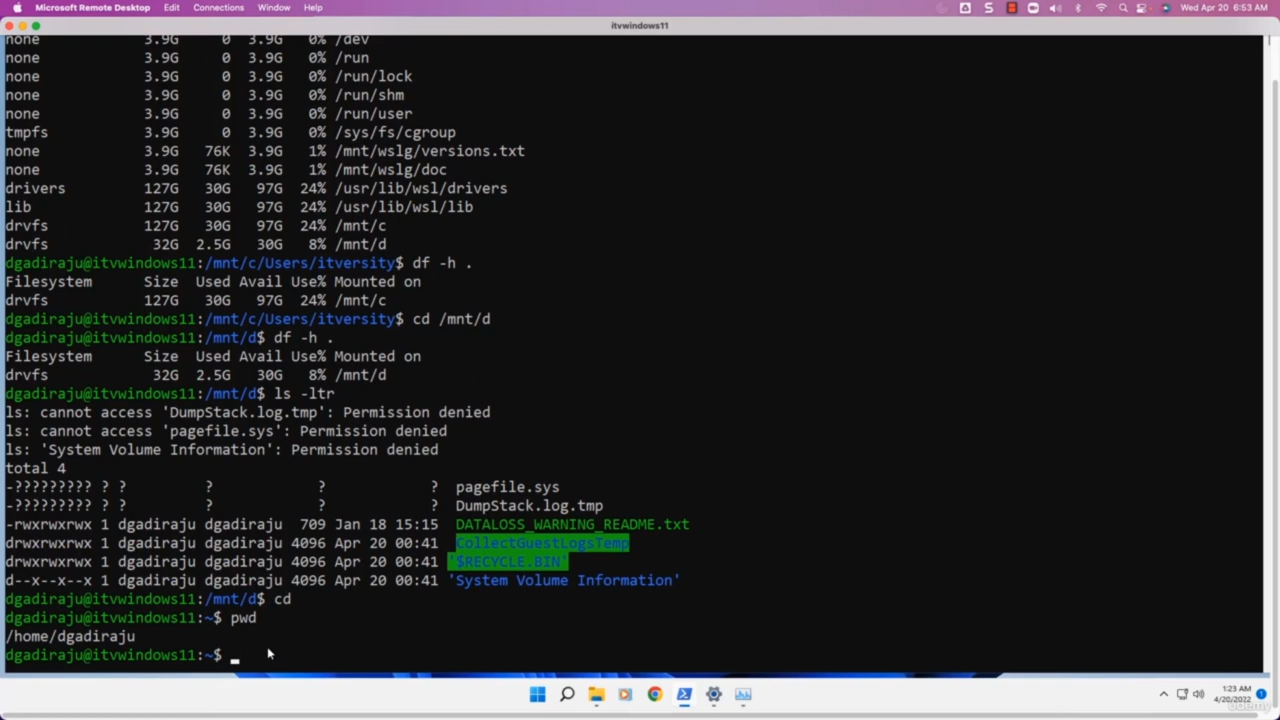 Microsoft Remote Desktop Edit Connections Window Help Wed Apr 20 6:53 AM
itvwindows11
none 3.9G 0 3.9G 0% /dev
none 3.9G 0 3.9G 0% /run
none 3.9G 0 3.9G 0% /run/lock
none 3.9G 0 3.9G 0% /run/shm
none 3.9G 0 3.9G 0% /run/user
tmpfs 3.9G 0 3.9G 0% /sys/fs/cgroup
none 3.9G 76K 3.9G 1% /mnt/wslg/versions.txt
none 3.9G 76K 3.9G 1% /mnt/wslg/doc
drivers 127G 30G 97G 24% /usr/lib/wsl/drivers
lib 127G 30G 97G 24% /usr/lib/wsl/lib
drvfs 127G 30G 97G 24% /mnt/c
drvfs 32G 2.5G 30G 8% /mnt/d
dgadiraju@itvwindows11:/mnt/c/Users/itversity$ df -h .
Filesystem Size Used Avail Use% Mounted on
drvfs 127G 30G 97G 24% /mnt/c
dgadiraju@itvwindows11:/mnt/c/Users/itversity$ cd /mnt/d
dgadiraju@itvwindows11:/mnt/d$ df -h .
Filesystem Size Used Avail Use% Mounted on
drvfs 32G 2.5G 30G 8% /mnt/d
dgadiraju@itvwindows11:/mnt/d$ ls -ltr
ls: cannot access 'DumpStack.log.tmp': Permission denied
ls: cannot access 'pagefile.sys': Permission denied
ls: 'System Volume Information': Permission denied
total 4
-????????? ? ? ? ? ? pagefile.sys
-????????? ? ? ? ? ? DumpStack.log.tmp
-rwxrwxrwx 1 dgadiraju dgadiraju 709 Jan 18 15:15 DATALOSS_WARNING_README.txt
drwxrwxrwx 1 dgadiraju dgadiraju 4096 Apr 20 00:41 CollectGuestLogsTemp
drwxrwxrwx 1 dgadiraju dgadiraju 4096 Apr 20 00:41 '$RECYCLE.BIN'
d--x--x--x 1 dgadiraju dgadiraju 4096 Apr 20 00:41 'System Volume Information'
dgadiraju@itvwindows11:/mnt/d$ cd
dgadiraju@itvwindows11:~$ pwd
/home/dgadiraju
dgadiraju@itvwindows11:~$
1:23 AM
4/20/2022
udemy